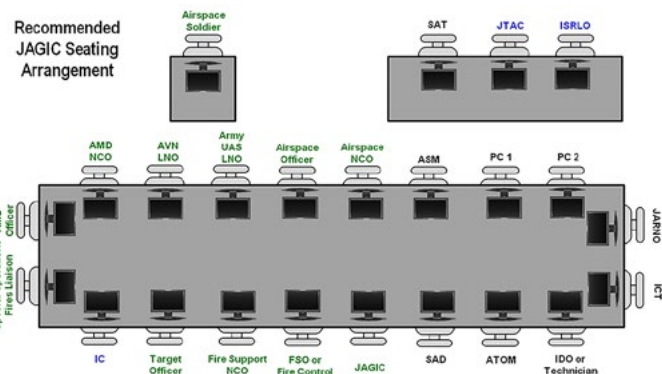 Recommended
JAGIC Seating
Arrangement
Airspace
Soldier
SAT
JTAC
ISRLO
AMD
NCO
AVN
LNO
Army
UAS
LNO
Airspace
Officer
Airspace
NCO
ASM
PC 1
PC 2
Officer
Fires Liaison
JARNO
ICT
IC
Target
Officer
Fire Support
NCO
FSO or
Fire Control
JAGIC
SAD
ATOM
IDO or
Technician